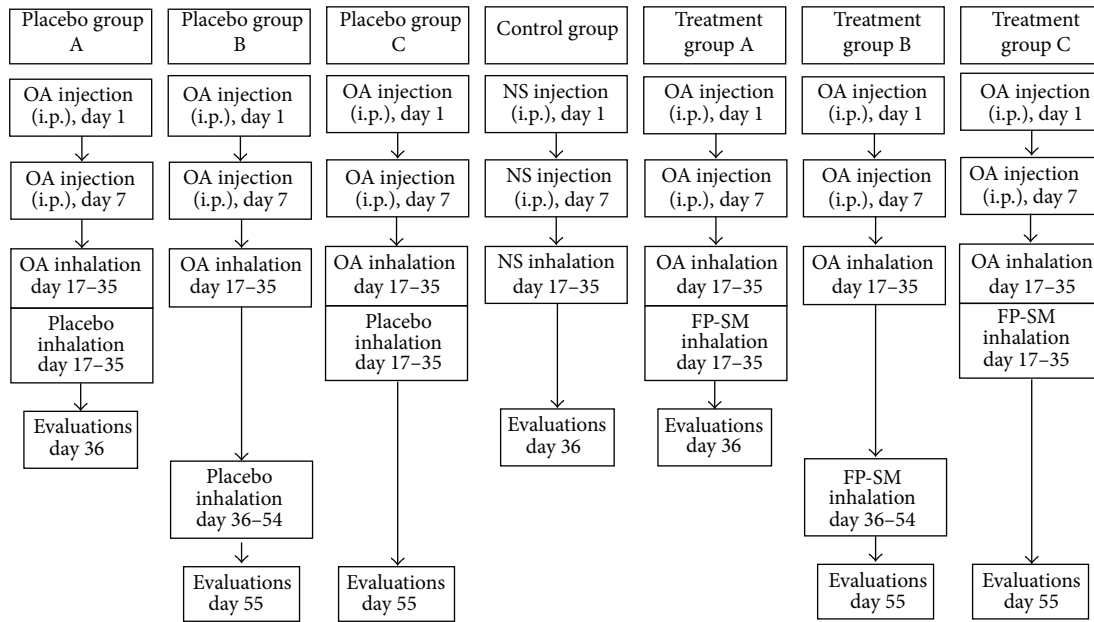 Placebo group
A
OA injection
(i.p.), day 1
OA injection
(i.p.), day 7
OA inhalation
day 17–35
Placebo
inhalation
day 17–35
Evaluations
day 36
Placebo group
B
OA injection
(i.p.), day 1
OA injection
(i.p.), day 7
OA inhalation
day 17–35
Placebo
inhalation
day 36–54
Evaluations
day 55
Placebo group
C
OA injection
(i.p.), day 1
OA injection
(i.p.), day 7
OA inhalation
day 17–35
Placebo
inhalation
day 17–35
Evaluations
day 55
Control group
NS injection
(i.p.), day 1
NS injection
(i.p.), day 7
NS inhalation
day 17–35
Evaluations
day 36
Treatment
group A
OA injection
(i.p.), day 1
OA injection
(i.p.), day 7
OA inhalation
day 17–35
FP-SM
inhalation
day 17–35
Evaluations
day 36
Treatment
group B
OA injection
(i.p.), day 1
OA injection
(i.p.), day 7
OA inhalation
day 17–35
FP-SM
inhalation
day 36–54
Evaluations
day 55
Treatment
group C
OA injection
(i.p.), day 1
OA injection
(i.p.), day 7
OA inhalation
day 17–35
FP-SM
inhalation
day 17–35
Evaluations
day 55